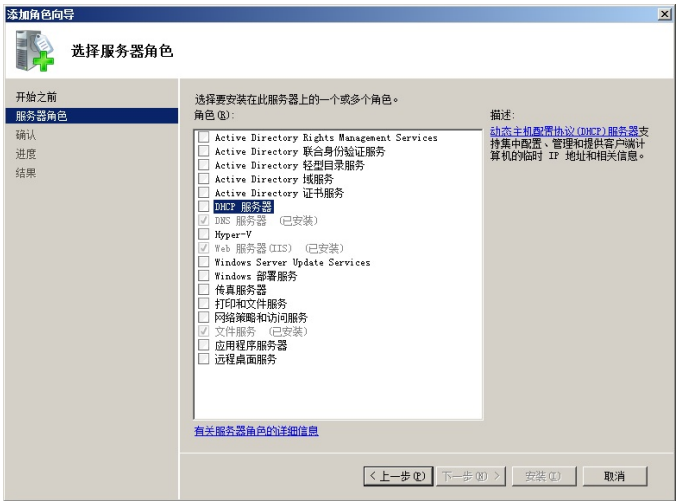 添加角色向导
选择服务器角色
开始之前
服务器角色
确认
进度
结果
选择要安装在此服务器上的一个或多个角色。
角色(R):
Active Directory Rights Management Services
Active Directory 联合身份验证服务
Active Directory 轻型目录服务
Active Directory 域服务
Active Directory 证书服务
DHCP 服务器
DNS 服务器 (已安装)
Hyper-V
Web 服务器(IIS) (已安装)
Windows Server Update Services
Windows 部署服务
传真服务器
打印和文件服务
网络策略和访问服务
文件服务 (已安装)
应用程序服务器
远程桌面服务
有关服务器角色的详细信息
描述:
动态主机配置协议(DHCP)服务器支
持集中配置、管理和提供客户端计
算机的临时 IP 地址和相关信息。
< 上一步(P)
下一步(N) >
安装(I)
取消